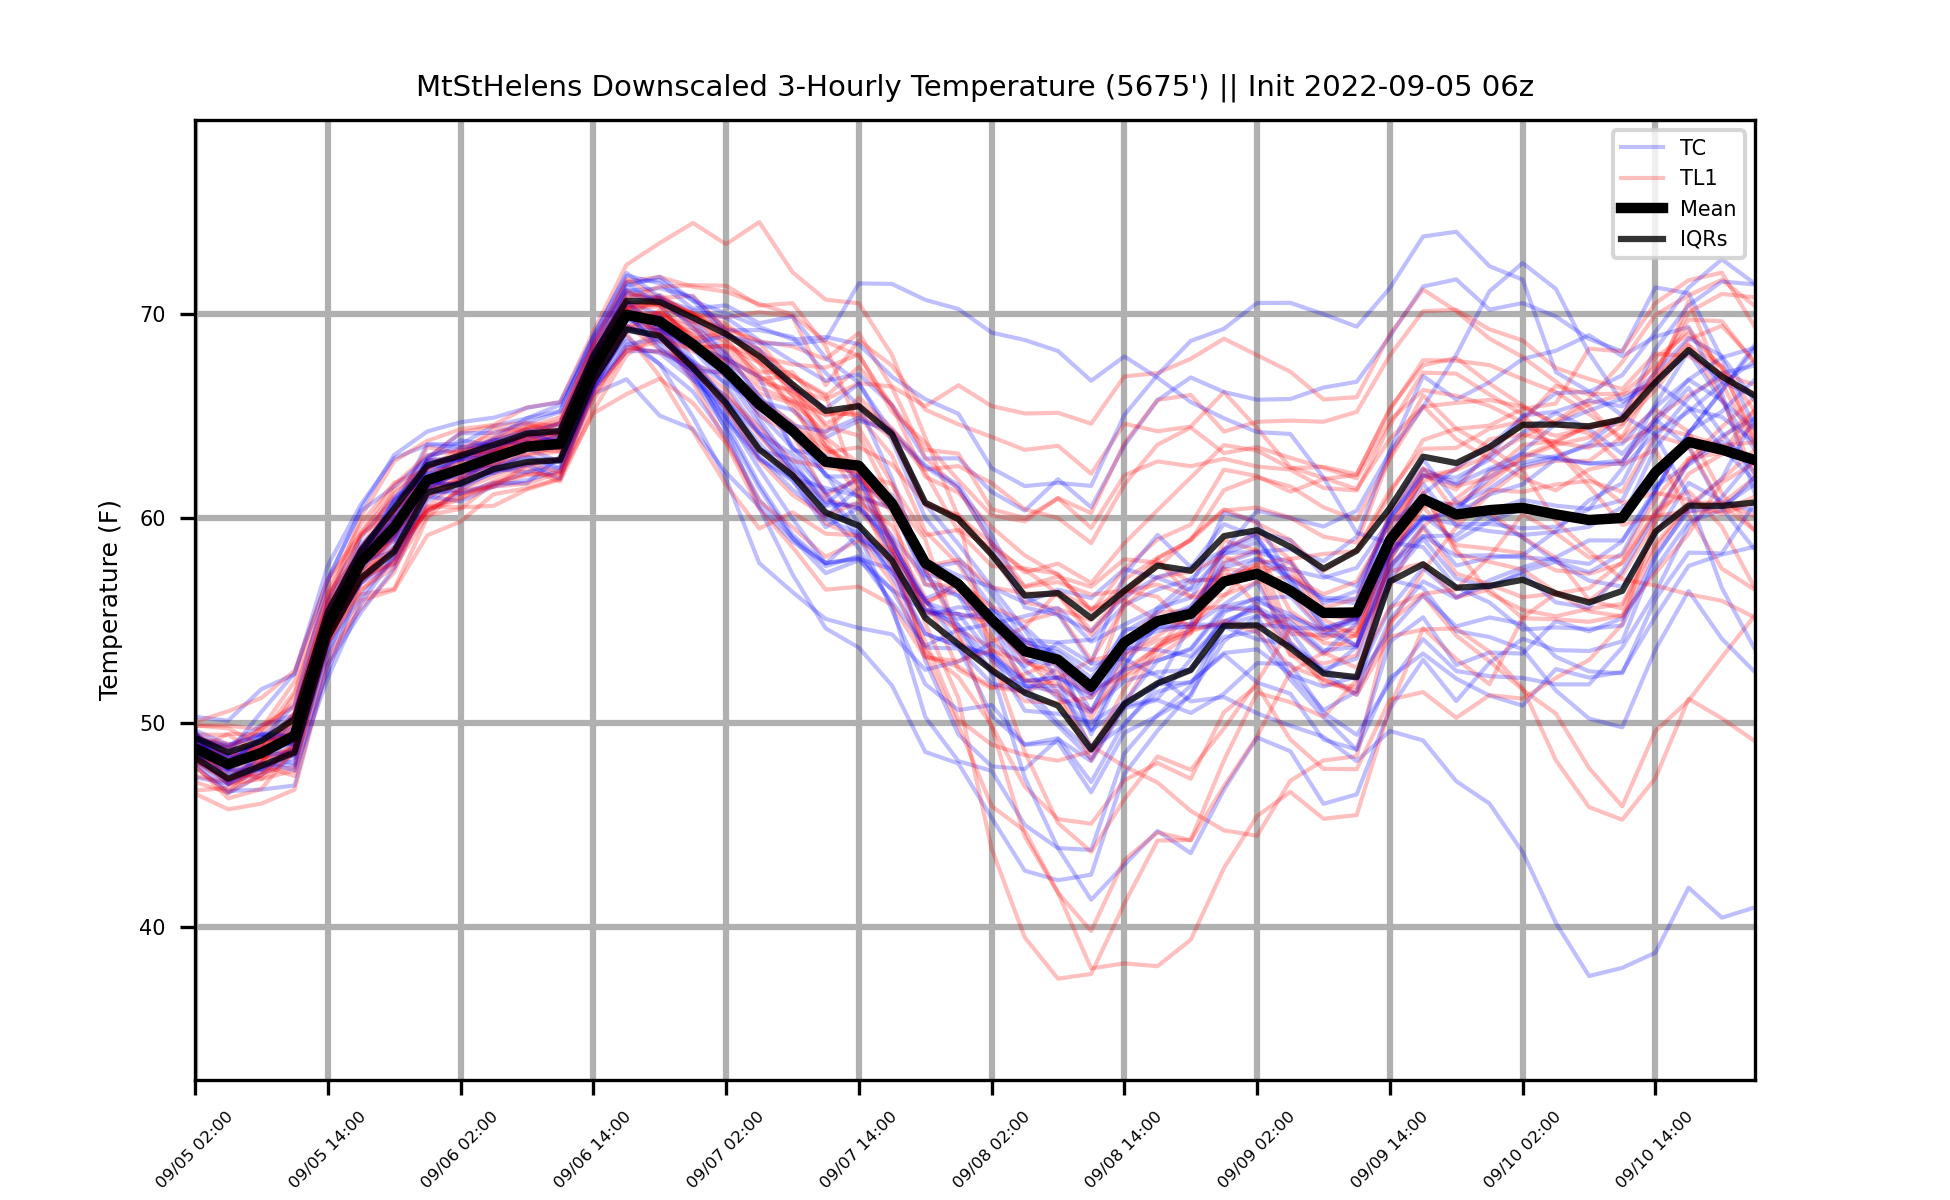 MtStHelens Downscaled 3-Hourly Temperature (5675') || Init 2022-09-05 06z
TC
TL1
Mean
IQRs
Temperature (F)
70
60
50
40
09/05 02:00
09/05 14:00
09/06 02:00
09/06 14:00
09/07 02:00
09/07 14:00
09/08 02:00
09/08 14:00
09/09 02:00
09/09 14:00
09/10 02:00
09/10 14:00